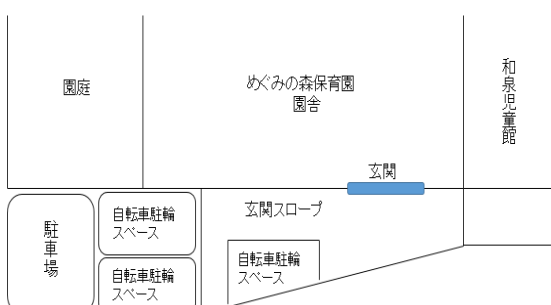 園庭
めぐみの森保育園
園舎
和泉児童館
玄関
駐車場
自転車駐輪
スペース
玄関スロープ
自転車駐輪
スペース
自転車駐輪
スペース